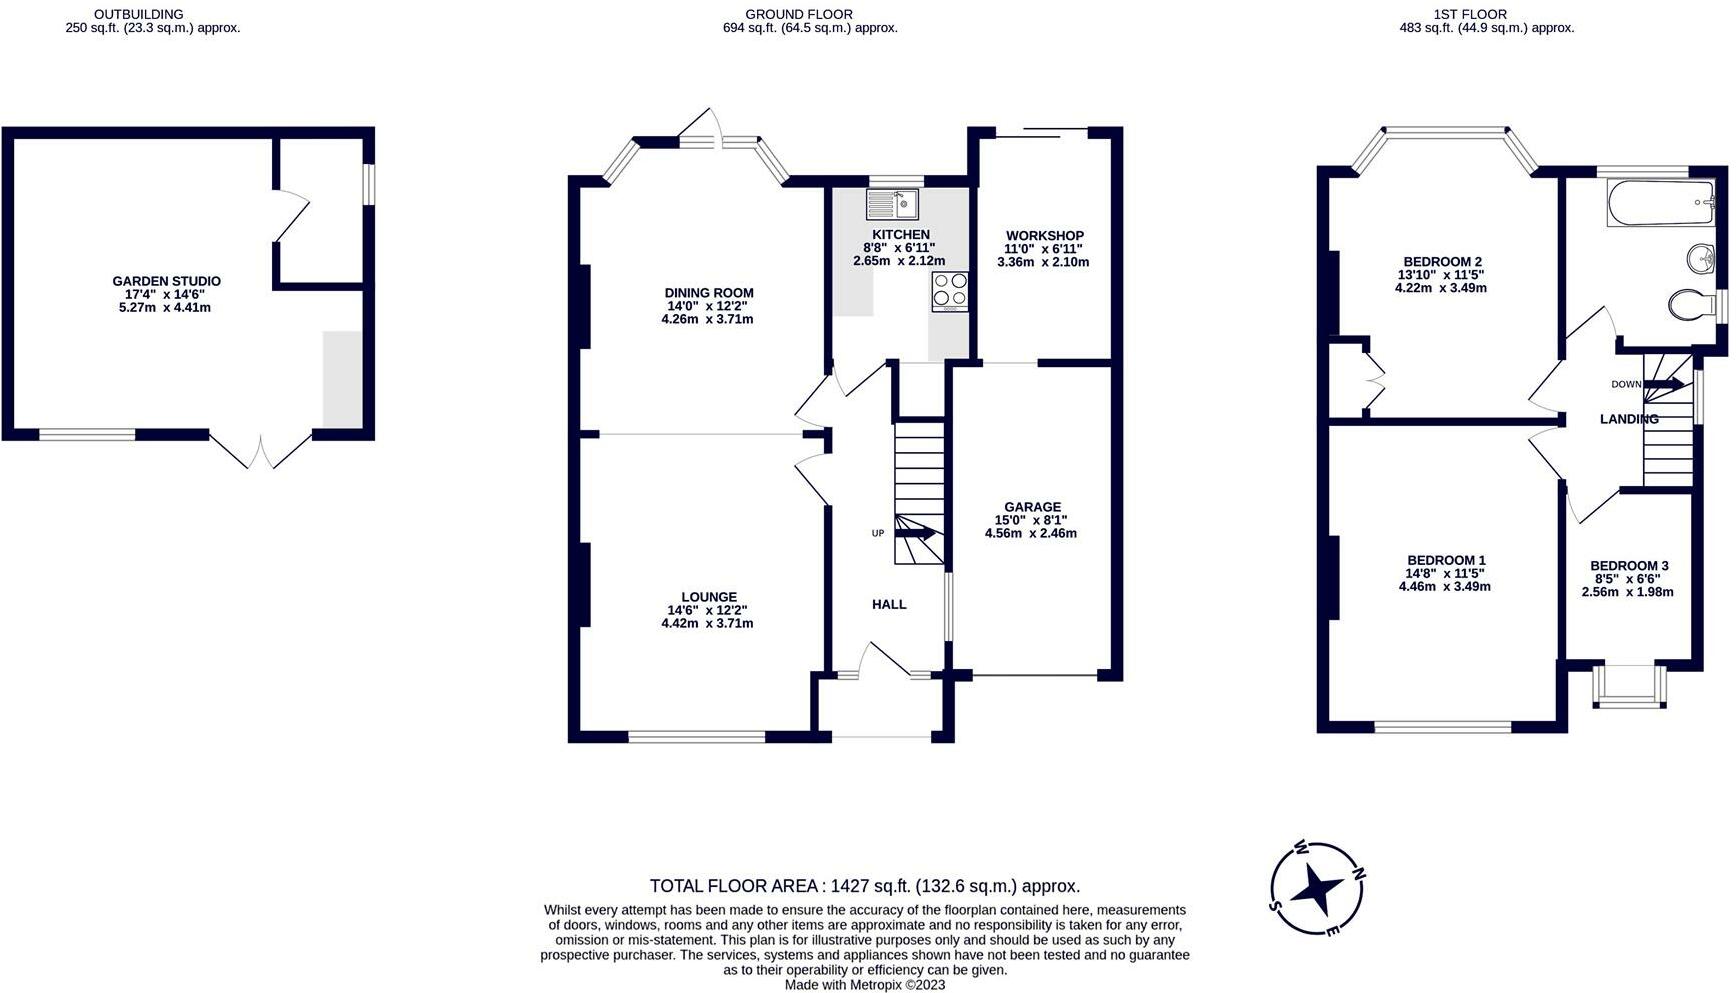 OUTBUILDING
250 sq.ft. (23.3 sq.m.) approx.
GROUND FLOOR
694 sq.ft. (64.5 sq.m.) approx.
1ST FLOOR
483 sq.ft. (44.9 sq.m.) approx.
GARDEN STUDIO
17'4" x 14'6"
5.27m x 4.41m
DINING ROOM
14'0" x 12'2"
4.26m x 3.71m
KITCHEN
8'8" x 6'11"
2.65m x 2.12m
WORKSHOP
11'0" x 6'11"
3.36m x 2.10m
GARAGE
15'0" x 8'1"
4.56m x 2.46m
UP
HALL
LOUNGE
14'6" x 12'2"
4.42m x 3.71m
BEDROOM 2
13'10" x 11'5"
4.22m x 3.49m
DOWN
LANDING
BEDROOM 1
14'8" x 11'5"
4.46m x 3.49m
BEDROOM 3
8'5" x 6'6"
2.56m x 1.98m
W
N
S
E
TOTAL FLOOR AREA : 1427 sq.ft. (132.6 sq.m.) approx.
Whilst every attempt has been made to ensure the accuracy of the floorplan contained here, measurements
of doors, windows, rooms and any other items are approximate and no responsibility is taken for any error,
omission or mis-statement. This plan is for illustrative purposes only and should be used as such by any
prospective purchaser. The services, systems and appliances shown have not been tested and no guarantee
as to their operability or efficiency can be given.
Made with Metropix ©2023